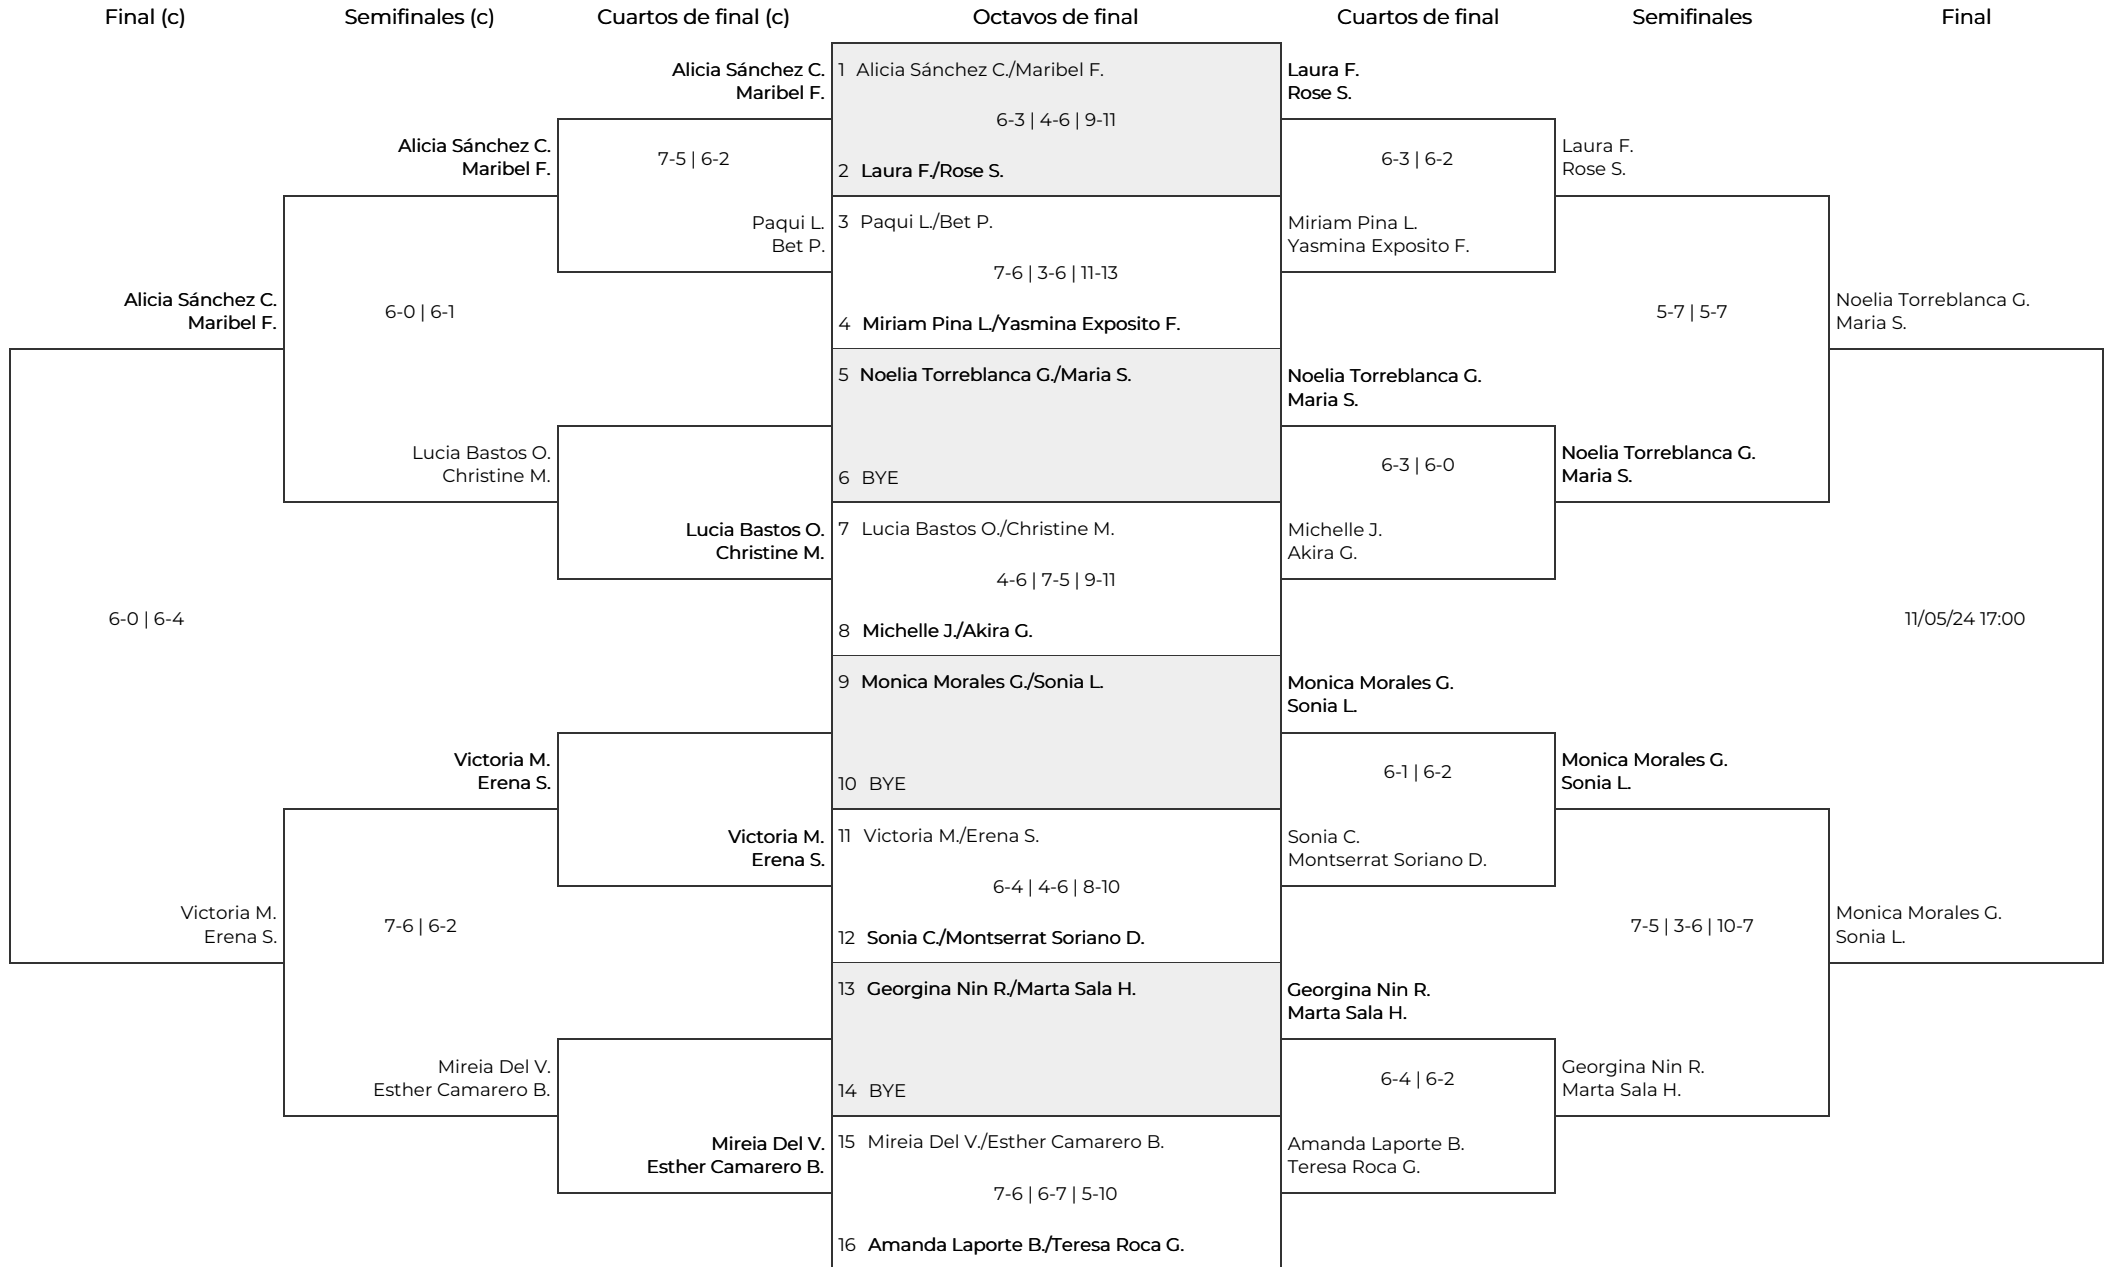 Final (c)
Semifinales (c)
Cuartos de final (c)
Octavos de final
Cuartos de final
Semifinales
Final
Alicia Sánchez C.
Maribel F.
Victoria M.
Erena S.
6-0 | 6-4
Alicia Sánchez C.
Maribel F.
6-0 | 6-1
Lucia Bastos O.
Christine M.
Victoria M.
Erena S.
7-6 | 6-2
Mireia Del V.
Esther Camarero B.
Alicia Sánchez C.
Maribel F.
7-5 | 6-2
Paqui L.
Bet P.
Lucia Bastos O.
Christine M.
Victoria M.
Erena S.
Mireia Del V.
Esther Camarero B.
1 Alicia Sánchez C./Maribel F.
6-3 | 4-6 | 9-11
2 Laura F./Rose S.
3 Paqui L./Bet P.
7-6 | 3-6 | 11-13
4 Miriam Pina L./Yasmina Exposito F.
5 Noelia Torreblanca G./Maria S.
6 BYE
7 Lucia Bastos O./Christine M.
4-6 | 7-5 | 9-11
8 Michelle J./Akira G.
9 Monica Morales G./Sonia L.
10 BYE
11 Victoria M./Erena S.
6-4 | 4-6 | 8-10
12 Sonia C./Montserrat Soriano D.
13 Georgina Nin R./Marta Sala H.
14 BYE
15 Mireia Del V./Esther Camarero B.
7-6 | 6-7 | 5-10
16 Amanda Laporte B./Teresa Roca G.
Laura F.
Rose S.
6-3 | 6-2
Miriam Pina L.
Yasmina Exposito F.
Noelia Torreblanca G.
Maria S.
6-3 | 6-0
Michelle J.
Akira G.
Monica Morales G.
Sonia L.
6-1 | 6-2
Sonia C.
Montserrat Soriano D.
Georgina Nin R.
Marta Sala H.
6-4 | 6-2
Amanda Laporte B.
Teresa Roca G.
Laura F.
Rose S.
5-7 | 5-7
Noelia Torreblanca G.
Maria S.
Monica Morales G.
Sonia L.
7-5 | 3-6 | 10-7
Georgina Nin R.
Marta Sala H.
Noelia Torreblanca G.
Maria S.
11/05/24 17:00
Monica Morales G.
Sonia L.